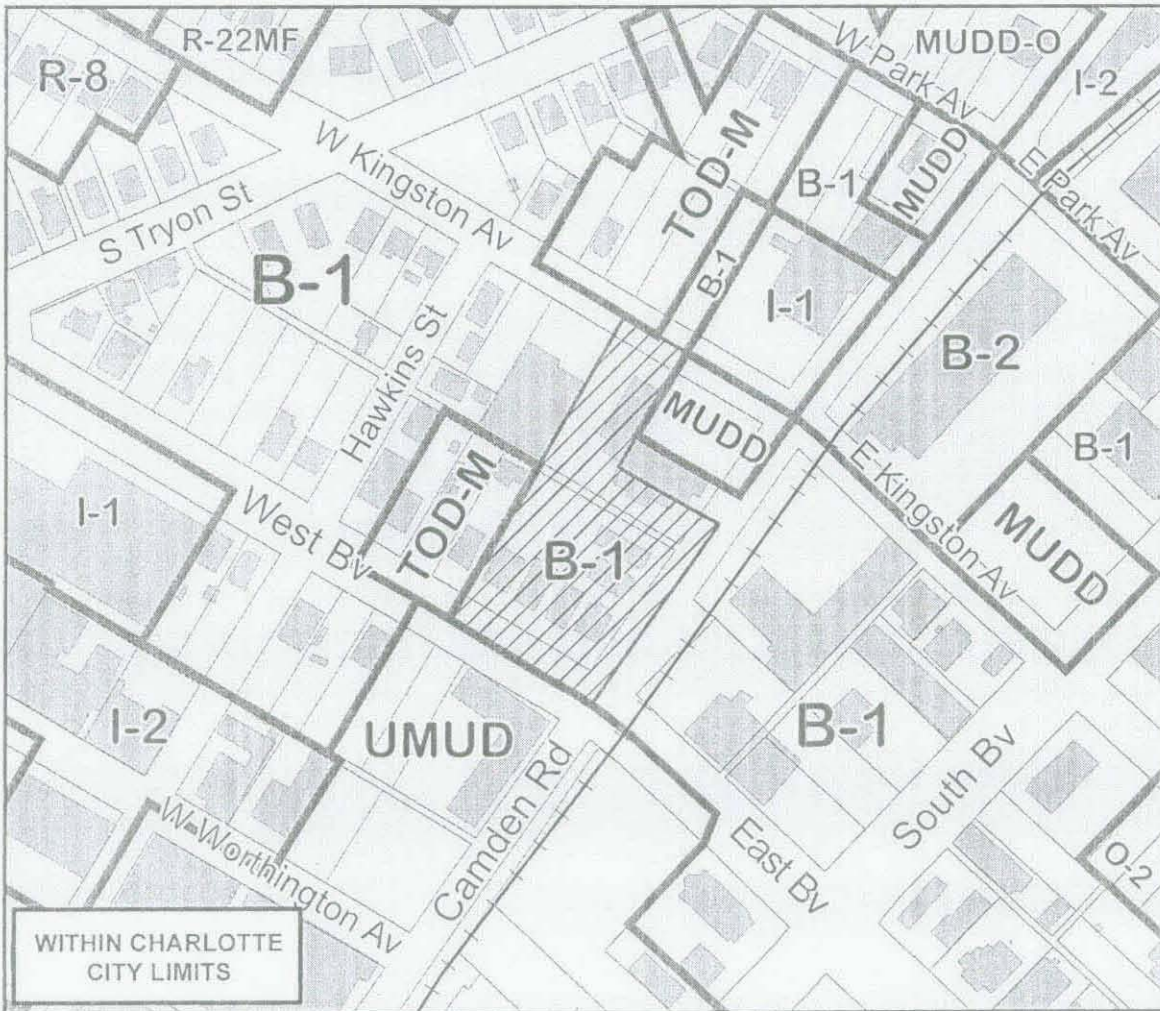 R-22MF
MUDD-O
R-8
W Park Av
I-2
W Kingston Av
TOD-M
MUDD
B-1
E Park Av
S Tryon St
B-1
B-1
I-1
B-2
Hawkins St
MUDD
B-1
I-1
West Bv
TOD-M
B-1
E Kingston Av
MUDD
I-2
UMUD
B-1
South Bv
Camden Rd
East Bv
O-2
W Worthington Av
WITHIN CHARLOTTE
CITY LIMITS